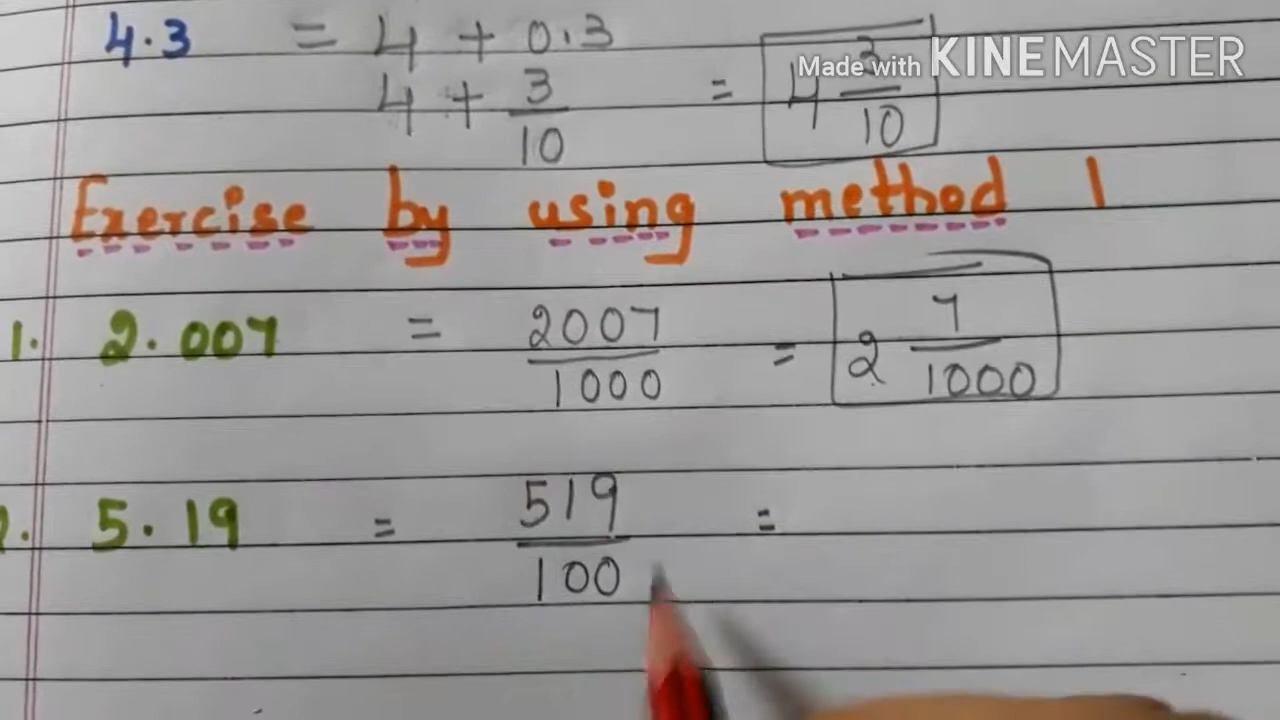 4.3 = 4 + 0.3
Made with KINEMASTER
4 + 3/10 = 4 3/10
Exercise by using method 1
1. 2.007 = 2007/1000 = 2 7/1000
5.19 = 519/100 =